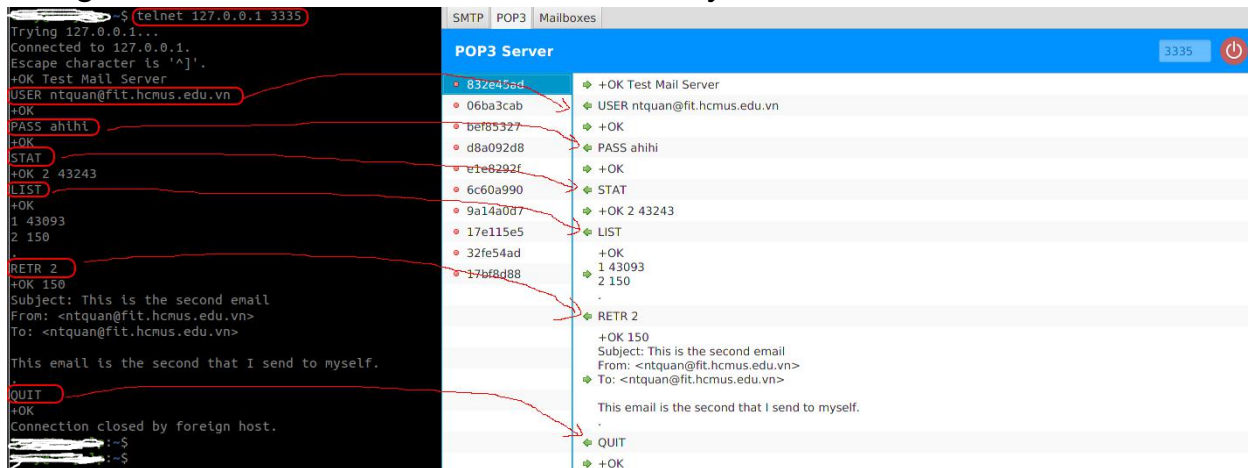 ~$ telnet 127.0.0.1 3335
Trying 127.0.0.1...
Connected to 127.0.0.1.
Escape character is '^]'.
+OK Test Mail Server
USER ntquan@fit.hcmus.edu.vn
+OK
PASS ahihi
+OK
STAT
+OK 2 43243
LIST
+OK
1 43093
2 150
.
RETR 2
+OK 150
Subject: This is the second email
From: <ntquan@fit.hcmus.edu.vn>
To: <ntquan@fit.hcmus.edu.vn>
This email is the second that I send to myself.
.
QUIT
+OK
Connection closed by foreign host.
:~$
:~$
SMTP POP3 Mailboxes
POP3 Server 3335
832e45ad
06ba3cab
bef85327
d8a092d8
e1e8292f
6c60a990
9a14a0d7
17e115e5
32fe54ad
17bf8d88
+OK Test Mail Server
USER ntquan@fit.hcmus.edu.vn
+OK
PASS ahihi
+OK
STAT
+OK 2 43243
LIST
+OK
1 43093
2 150
.
RETR 2
+OK 150
Subject: This is the second email
From: <ntquan@fit.hcmus.edu.vn>
To: <ntquan@fit.hcmus.edu.vn>
This email is the second that I send to myself.
.
QUIT
+OK